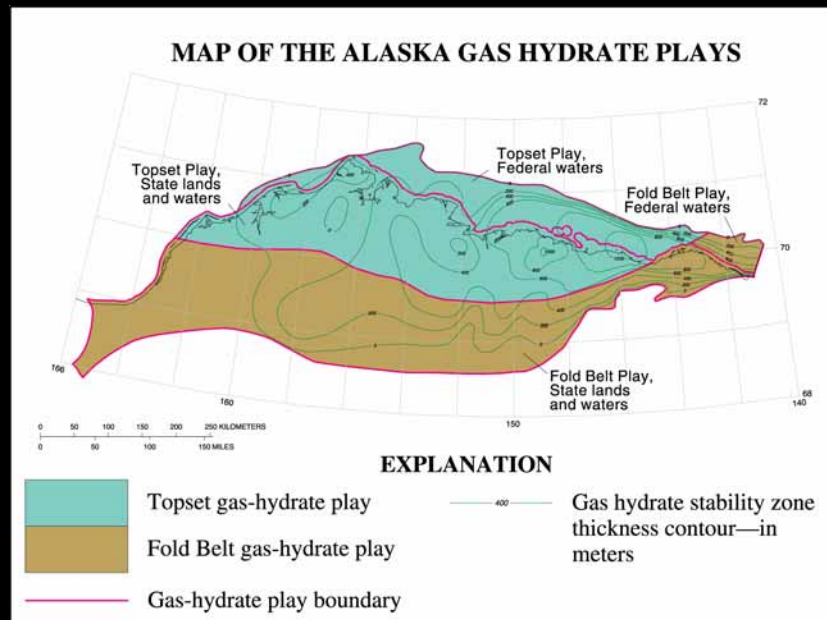 MAP OF THE ALASKA GAS HYDRATE PLAYS
72
Topset Play,
Federal waters
Topset Play,
State lands
and waters
Fold Belt Play,
Federal waters
70
Fold Belt Play,
State lands
and waters
166
160
150
68
140
0 50 100 150 200 250 KILOMETERS
0 50 100 150 MILES
EXPLANATION
Topset gas-hydrate play
Fold Belt gas-hydrate play
Gas-hydrate play boundary
400
Gas hydrate stability zone
thickness contour—in
meters